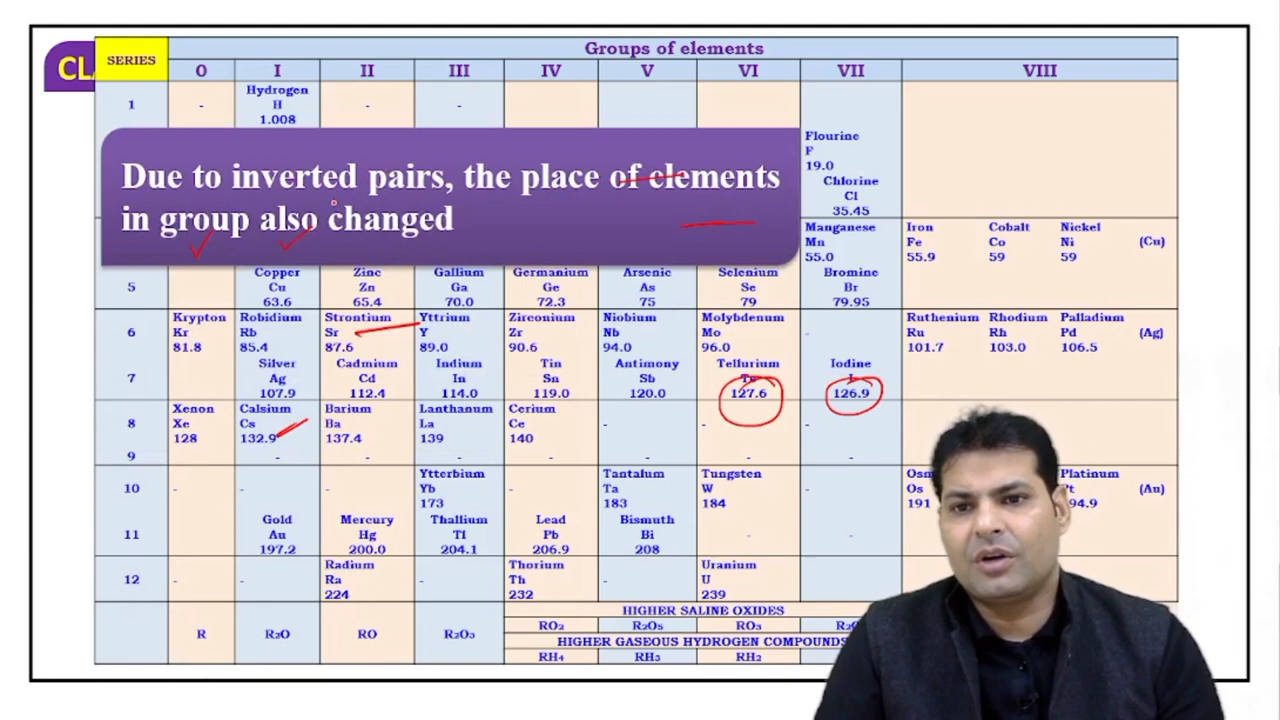 CL
SERIES
Groups of elements
0 I II III IV V VI VII VIII
1 - Hydrogen - -
H
1.008
Flourine
F
19.0
Chlorine
Cl
35.45
Due to inverted pairs, the place of elements
in group also changed
Manganese Iron Cobalt Nickel
Mn Fe Co Ni (Cu)
55.0 55.9 59 59
Copper Zinc Gallium Germanium Arsenic Selenium Bromine
5 Cu Zn Ga Ge As Se Br
63.6 65.4 70.0 72.3 75 79 79.95
Krypton Robidium Strontium Yttrium Zirconium Niobium Molybdenum Ruthenium Rhodium Palladium
6 Kr Rb Sr Y Zr Nb Mo - Ru Rh Pd (Ag)
81.8 85.4 87.6 89.0 90.6 94.0 96.0 101.7 103.0 106.5
Silver Cadmium Indium Tin Antimony Tellurium Iodine
7 Ag Cd In Sn Sb Te I
107.9 112.4 114.0 119.0 120.0 127.6 126.9
Xenon Calsium Barium Lanthanum Cerium
8 Xe Cs Ba La Ce - - -
128 132.9 137.4 139 140
9 - - - - - - -
Ytterbium Tantalum Tungsten Osm Platinum
10 - - - Yb - Ta W - Os Pt (Au)
173 183 184 191 94.9
Gold Mercury Thallium Lead Bismuth
11 Au Hg Tl Pb Bi - -
197.2 200.0 204.1 206.9 208
Radium Thorium Uranium
12 - - Ra - Th - U
224 232 239
HIGHER SALINE OXIDES
R R2O RO R2O3 RO2 R2O5 RO3 R2O
HIGHER GASEOUS HYDROGEN COMPOUNDS
RH4 RH3 RH2